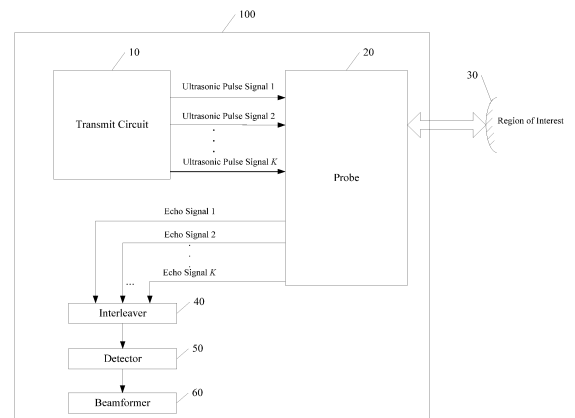 100
10
20
30
Ultrasonic Pulse Signal 1
Transmit Circuit
Ultrasonic Pulse Signal 2
Region of Interest
Ultrasonic Pulse Signal K
Probe
Echo Signal 1
Echo Signal 2
Echo Signal K
...
40
Interleaver
50
Detector
60
Beamformer